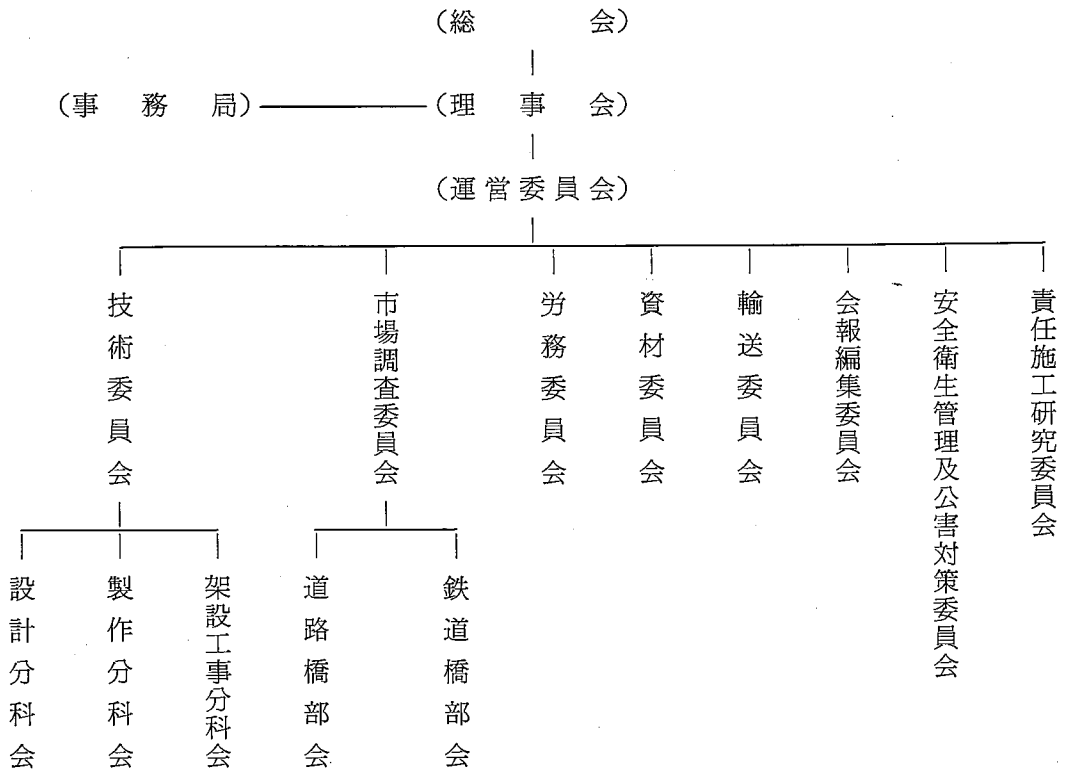 組織図
(総会)
(事務局)
(理事会)
(運営委員会)
技術委員会
市場調査委員会
労務委員会
資材委員会
輸送委員会
会報編集委員会
安全衛生管理及公害対策委員会
責任施工研究委員会
設計分科会
製作分科会
架設工事分科会
道路橋部会
鉄道橋部会